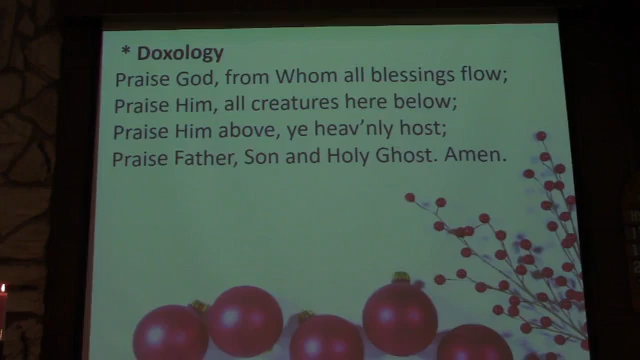 * Doxology
Praise God, from Whom all blessings flow;
Praise Him, all creatures here below;
Praise Him above, ye heav’nly host;
Praise Father, Son and Holy Ghost. Amen.